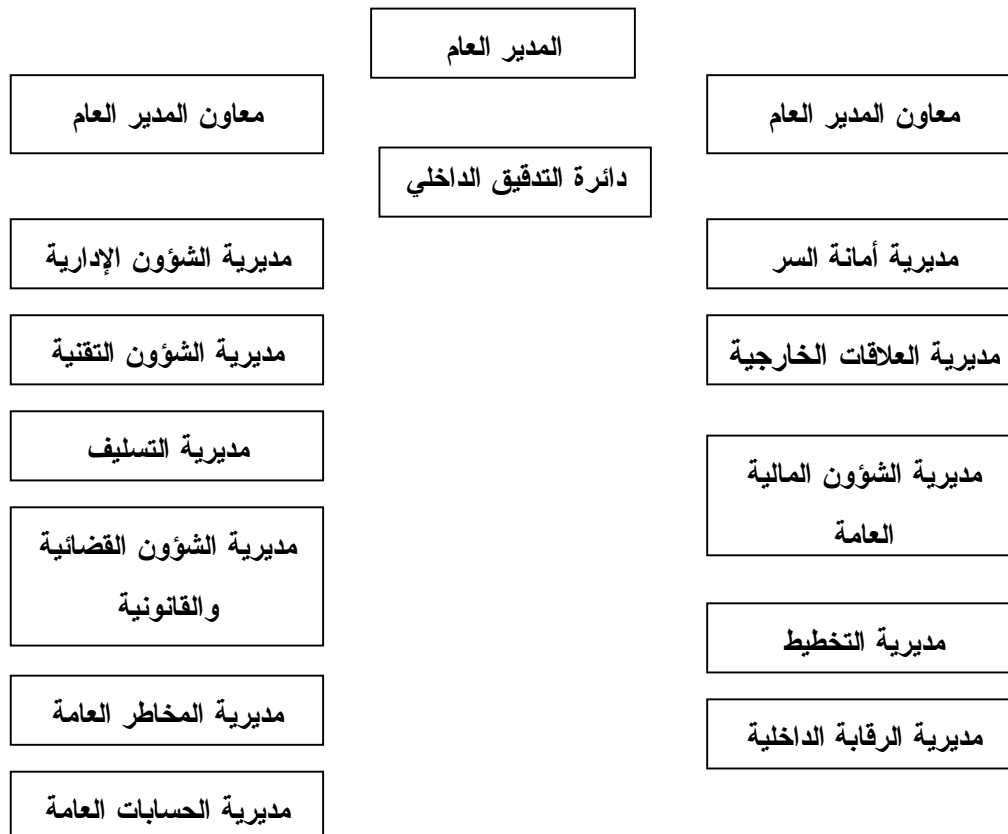 المدير العام
معاون المدير العام
معاون المدير العام
دائرة التدقيق الداخلي
مديرية أمانة السر
مديرية الشؤون الإدارية
مديرية العلاقات الخارجية
مديرية الشؤون التقنية
مديرية الشؤون المالية
العامة
مديرية التسليف
مديرية الشؤون القضائية
والقانونية
مديرية التخطيط
مديرية المخاطر العامة
مديرية الرقابة الداخلية
مديرية الحسابات العامة